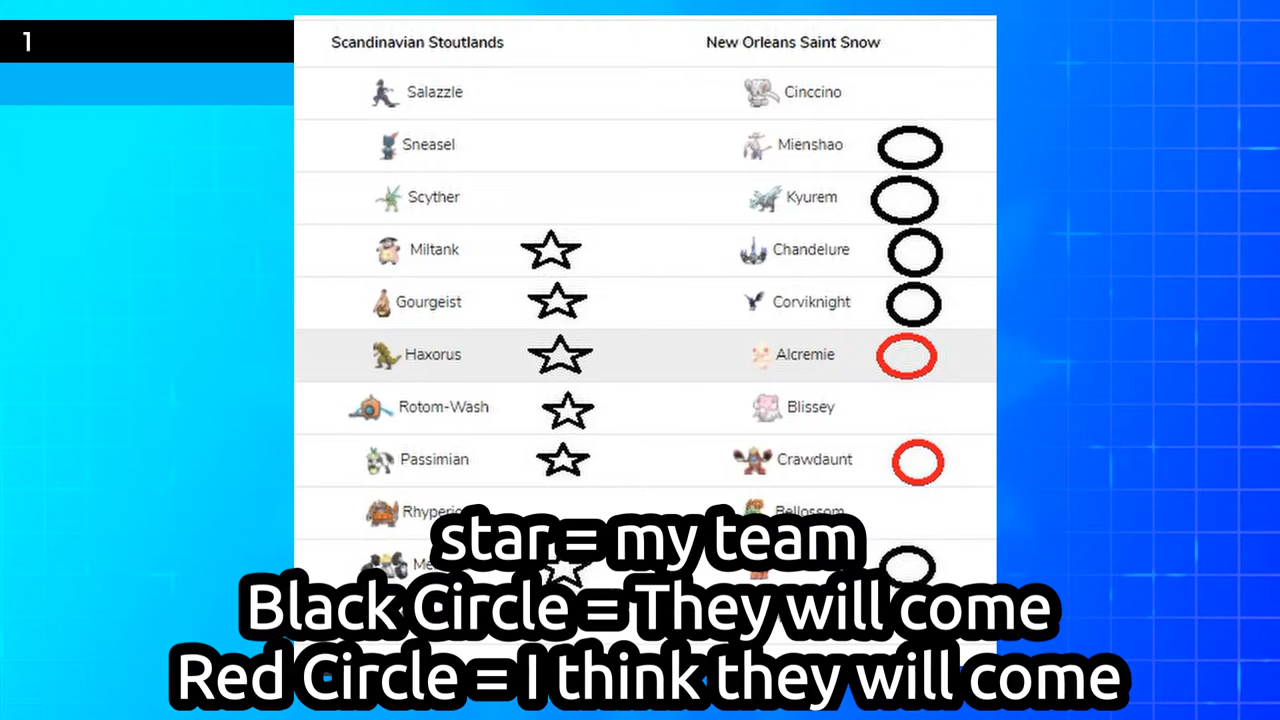 1
Scandinavian Stoutlands New Orleans Saint Snow
Salazzle Cinccino
Sneasel Mienshao
Scyther Kyurem
Miltank Chandelure
Gourgeist Corviknight
Haxorus Alcremie
Rotom-Wash Blissey
Passimian Crawdaunt
Bellossom
star = my team
Black Circle = They will come
Red Circle = I think they will come